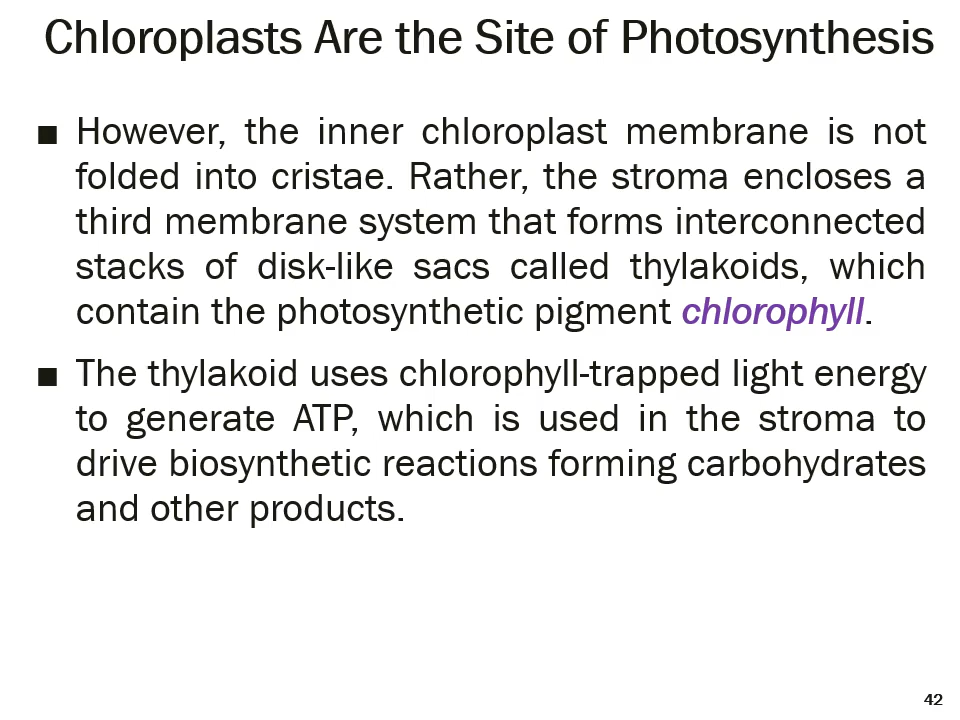 Chloroplasts Are the Site of Photosynthesis
■ However, the inner chloroplast membrane is not
folded into cristae. Rather, the stroma encloses a
third membrane system that forms interconnected
stacks of disk-like sacs called thylakoids, which
contain the photosynthetic pigment chlorophyll.
■ The thylakoid uses chlorophyll-trapped light energy
to generate ATP, which is used in the stroma to
drive biosynthetic reactions forming carbohydrates
and other products.
42